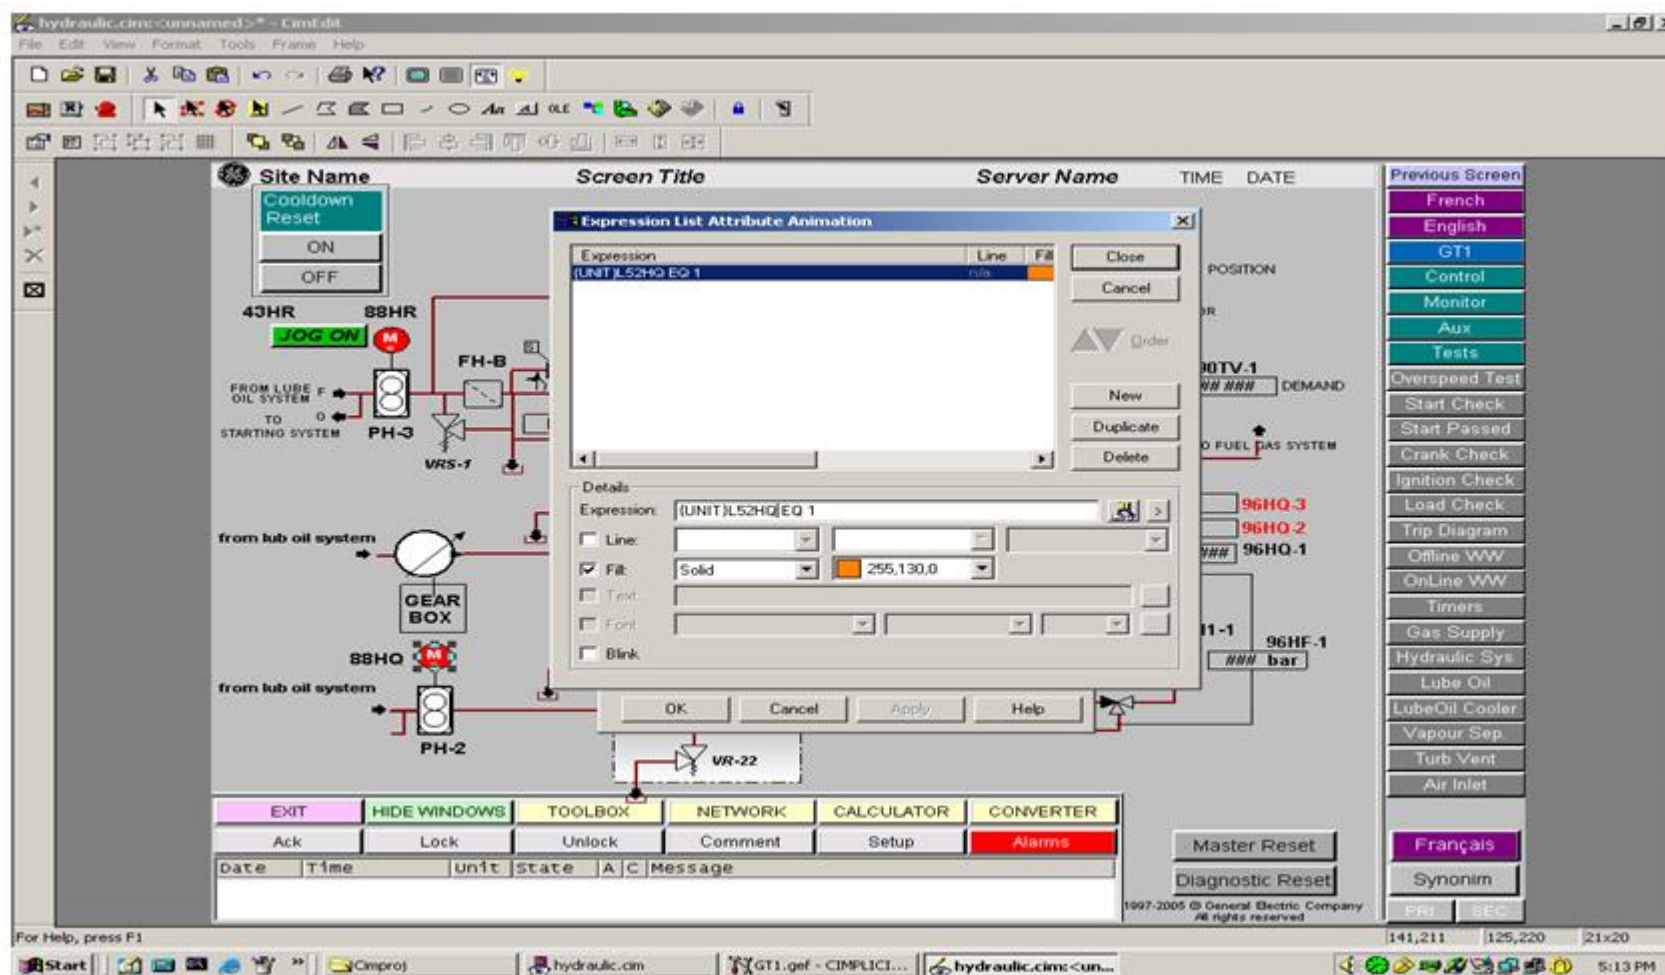 hydraulic.cim:<unnamed>* - CimEdit
File Edit View Format Tools Frame Help
Site Name Screen Title Server Name TIME DATE
Cooldown
Reset
ON
OFF
43HR 88HR
JOG ON
M
FH-B
FROM LUBE F
OIL SYSTEM
TO O
STARTING SYSTEM
PH-3
VRS-1
from lub oil system
GEAR
BOX
88HQ M
from lub oil system
PH-2
VR-22
Expression List Attribute Animation
Expression Line Fill
{UNIT}L52HQ EQ 1 n/a
Close
Cancel
Order
New
Duplicate
Delete
Details
Expression: {UNIT}L52HQ EQ 1
Line:
Fill: Solid 255,130,0
Text:
Font:
Blink
OK Cancel Apply Help
POSITION
90TV-1
## ### DEMAND
O FUEL GAS SYSTEM
96HQ-3
96HQ-2
### 96HQ-1
96HF-1
### bar
Previous Screen
French
English
GT1
Control
Monitor
Aux
Tests
Overspeed Test
Start Check
Start Passed
Crank Check
Ignition Check
Load Check
Trip Diagram
Offline WW
OnLine WW
Timers
Gas Supply
Hydraulic Sys
Lube Oil
LubeOil Cooler
Vapour Sep.
Turb Vent
Air Inlet
Français
Synonim
PRI SEC
EXIT HIDE WINDOWS TOOLBOX NETWORK CALCULATOR CONVERTER
Ack Lock Unlock Comment Setup Alarms
Date Time Unit State A C Message
Master Reset
Diagnostic Reset
1997-2005 © General Electric Company
All rights reserved
For Help, press F1 141,211 125,220 21x20
Start Cimproj hydraulic.cim GT1.gef - CIMPLICI... hydraulic.cim:<un... 5:13 PM